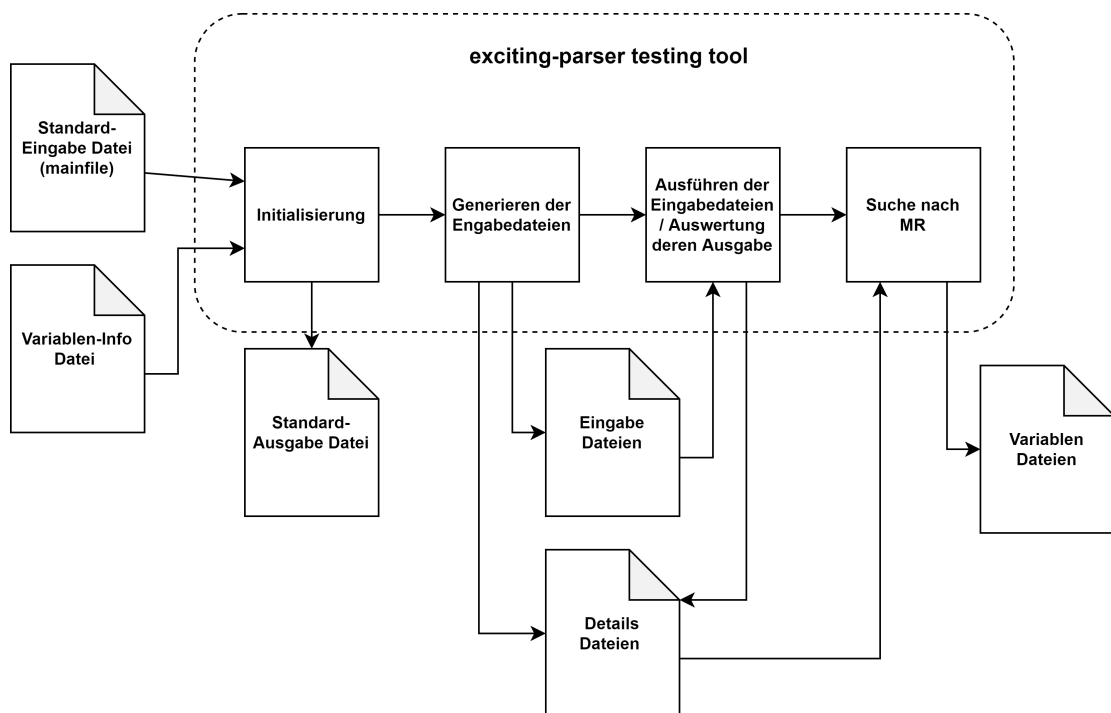 exciting-parser testing tool
Standard-
Eingabe Datei
(mainfile)
Initialisierung
Generieren der
Engabedateien
Ausführen der
Eingabedateien
/ Auswertung
deren Ausgabe
Suche nach
MR
Variablen-Info
Datei
Standard-
Ausgabe Datei
Eingabe
Dateien
Variablen
Dateien
Details
Dateien